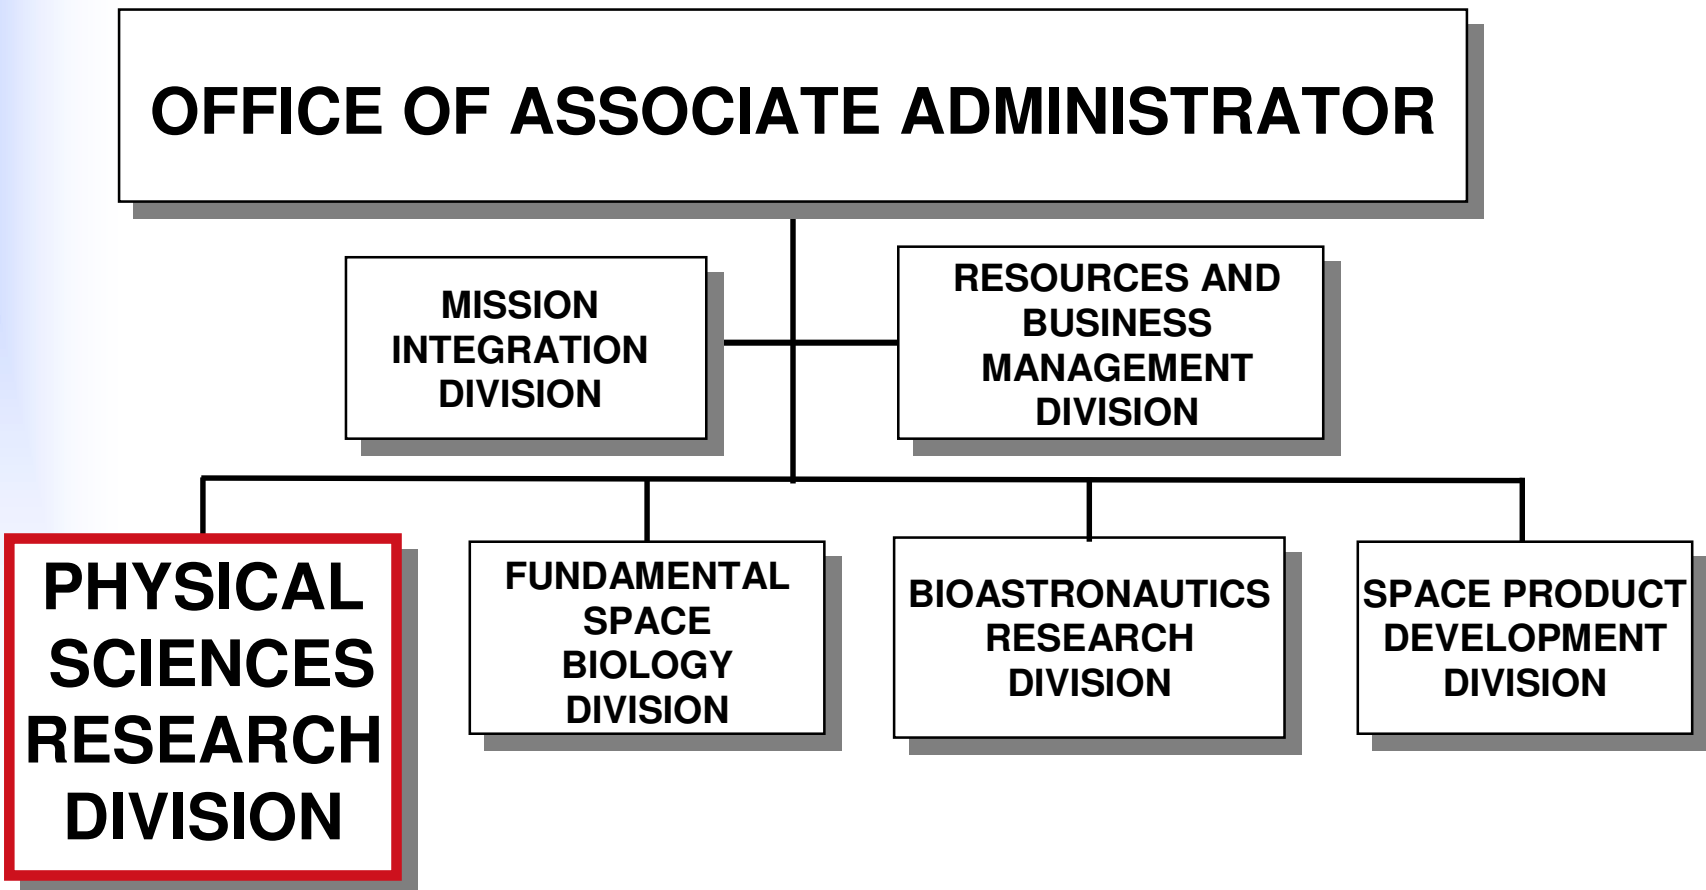 OFFICE OF ASSOCIATE ADMINISTRATOR
MISSION
INTEGRATION
DIVISION
RESOURCES AND
BUSINESS
MANAGEMENT
DIVISION
PHYSICAL
SCIENCES
RESEARCH
DIVISION
FUNDAMENTAL
SPACE
BIOLOGY
DIVISION
BIOASTRONAUTICS
RESEARCH
DIVISION
SPACE PRODUCT
DEVELOPMENT
DIVISION